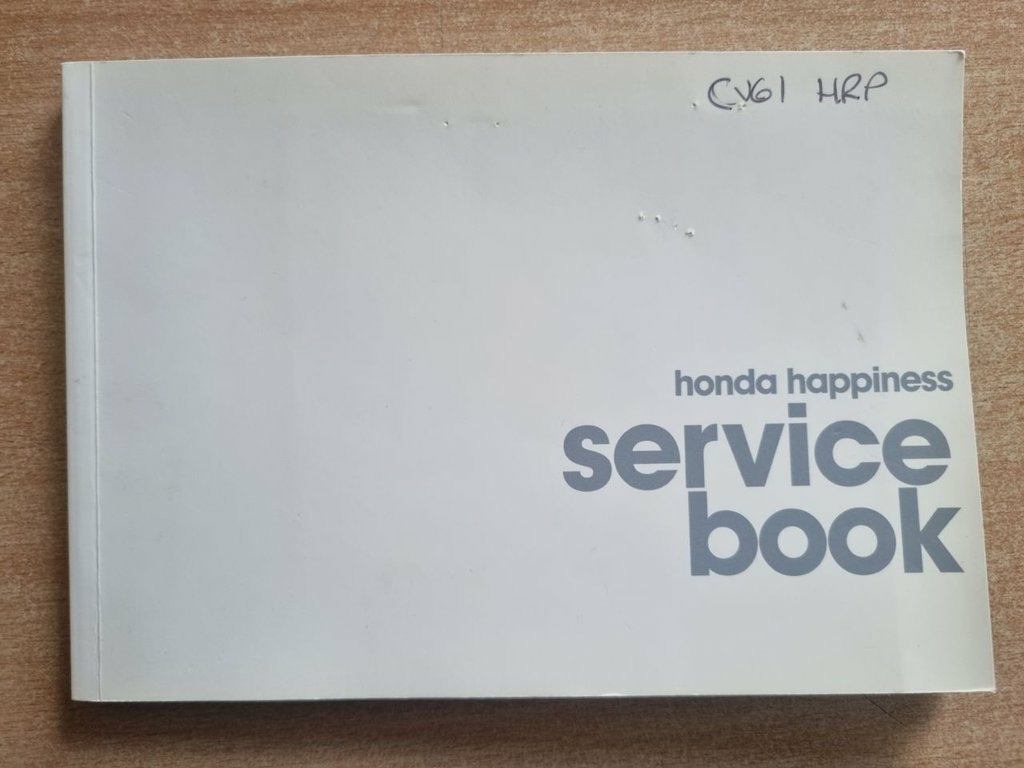 CV61 HRP
honda happiness
service
book